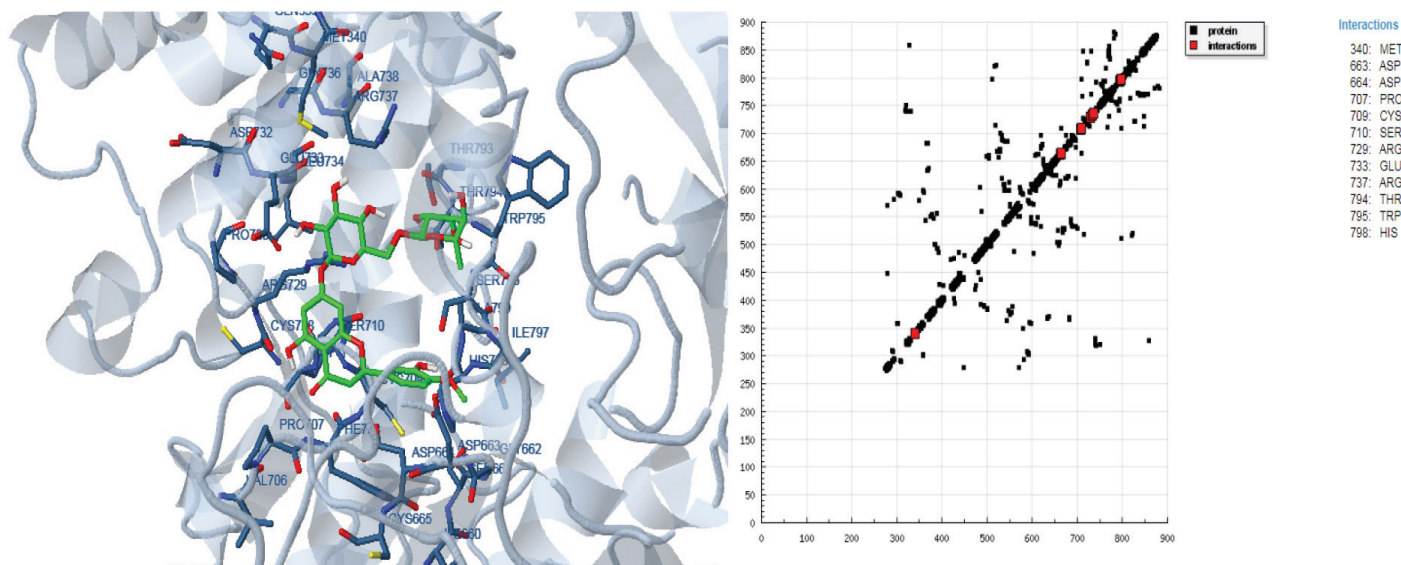 MET340
ALA738
ARG737
ASP732
THR793
TRP795
ARG729
SER710
ILE797
PRO707
ASP663
VAL706
CYS665
900
850
800
750
700
650
600
550
500
450
400
350
300
250
200
150
100
50
0
0 100 200 300 400 500 600 700 800 900
protein
interactions
Interactions
340: MET
663: ASP
664: ASP
707: PRO
709: CYS
710: SER
729: ARG
733: GLU
737: ARG
794: THR
795: TRP
798: HIS